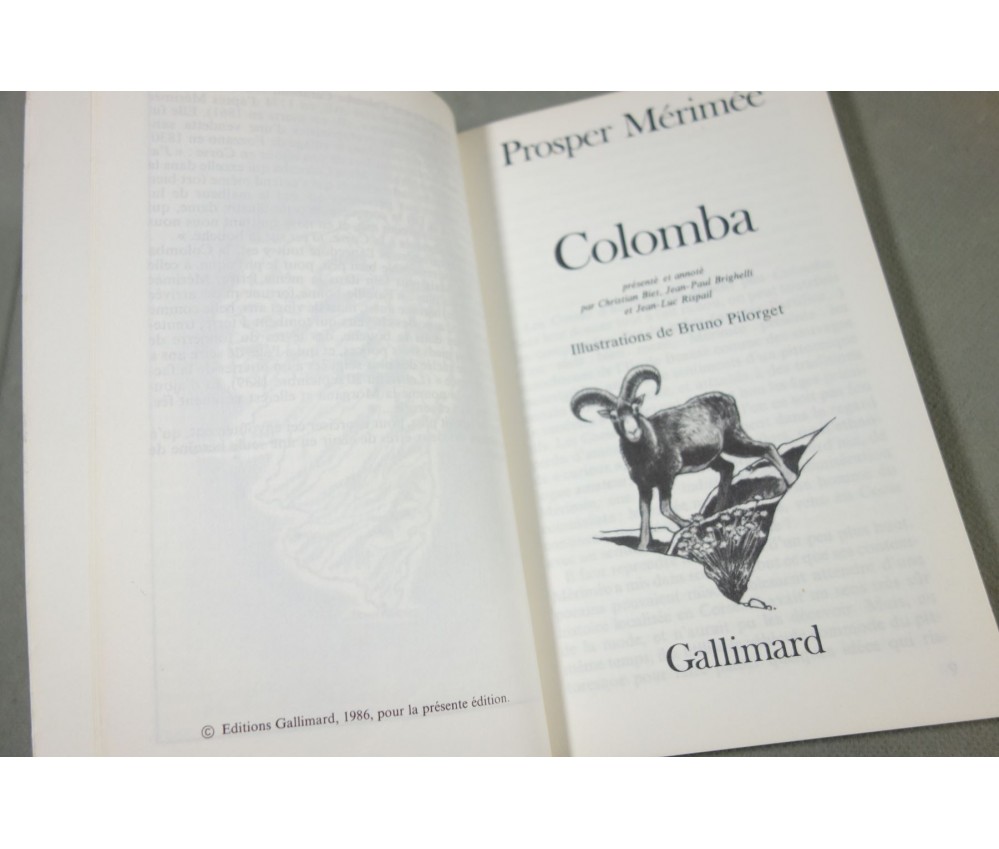 © Editions Gallimard, 1986, pour la présente édition.
Prosper Mérimée
Colomba
présenté et annoté
par Christian Biet, Jean-Paul Brighelli
et Jean-Luc Rispail
Illustrations de Bruno Pilorget
Gallimard